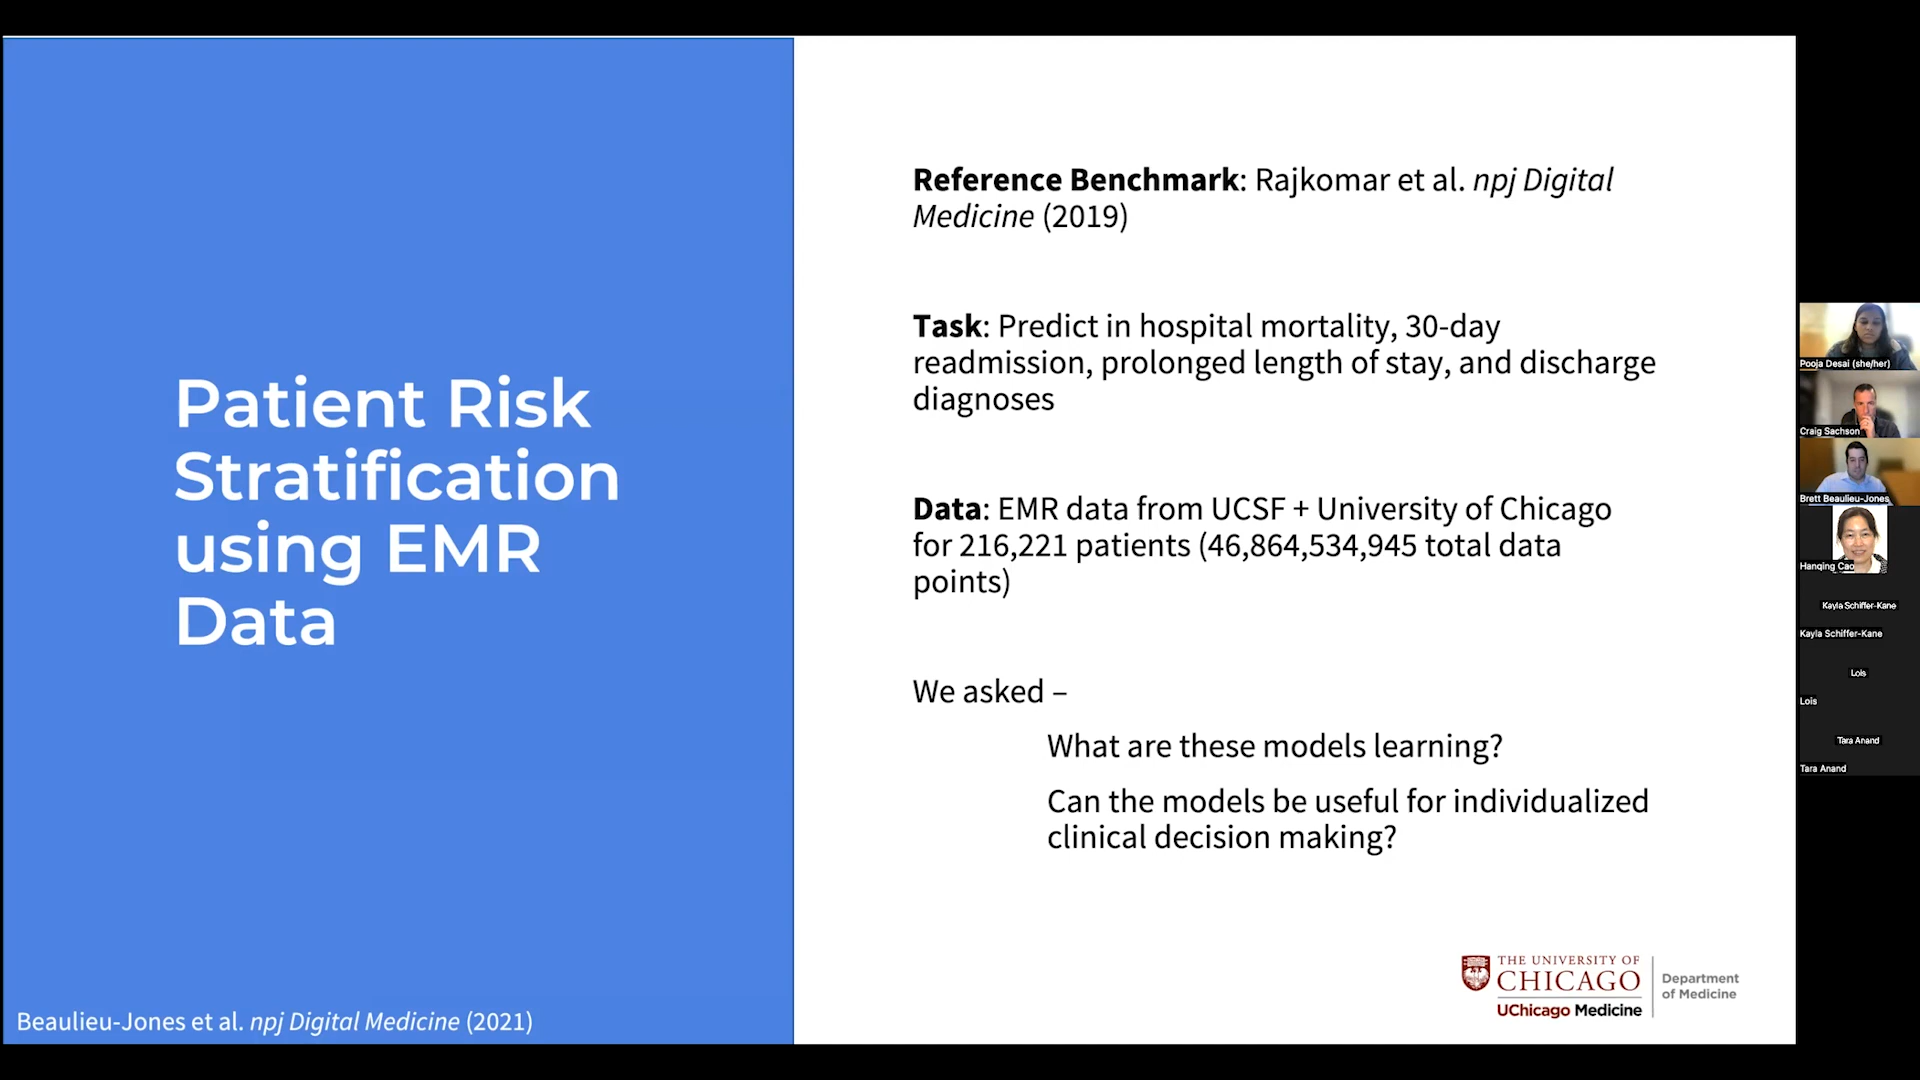 Patient Risk
Stratification
using EMR
Data
Beaulieu-Jones et al. npj Digital Medicine (2021)
Reference Benchmark: Rajkomar et al. npj Digital
Medicine (2019)
Task: Predict in hospital mortality, 30-day
readmission, prolonged length of stay, and discharge
diagnoses
Data: EMR data from UCSF + University of Chicago
for 216,221 patients (46,864,534,945 total data
points)
We asked –
What are these models learning?
Can the models be useful for individualized
clinical decision making?
THE UNIVERSITY OF
CHICAGO
UChicago Medicine
Department
of Medicine
Pooja Desai (she/her)
Craig Sachson
Brett Beaulieu-Jones
Hanqing Cao
Kayla Schiffer-Kane
Kayla Schiffer-Kane
Lois
Lois
Tara Anand
Tara Anand